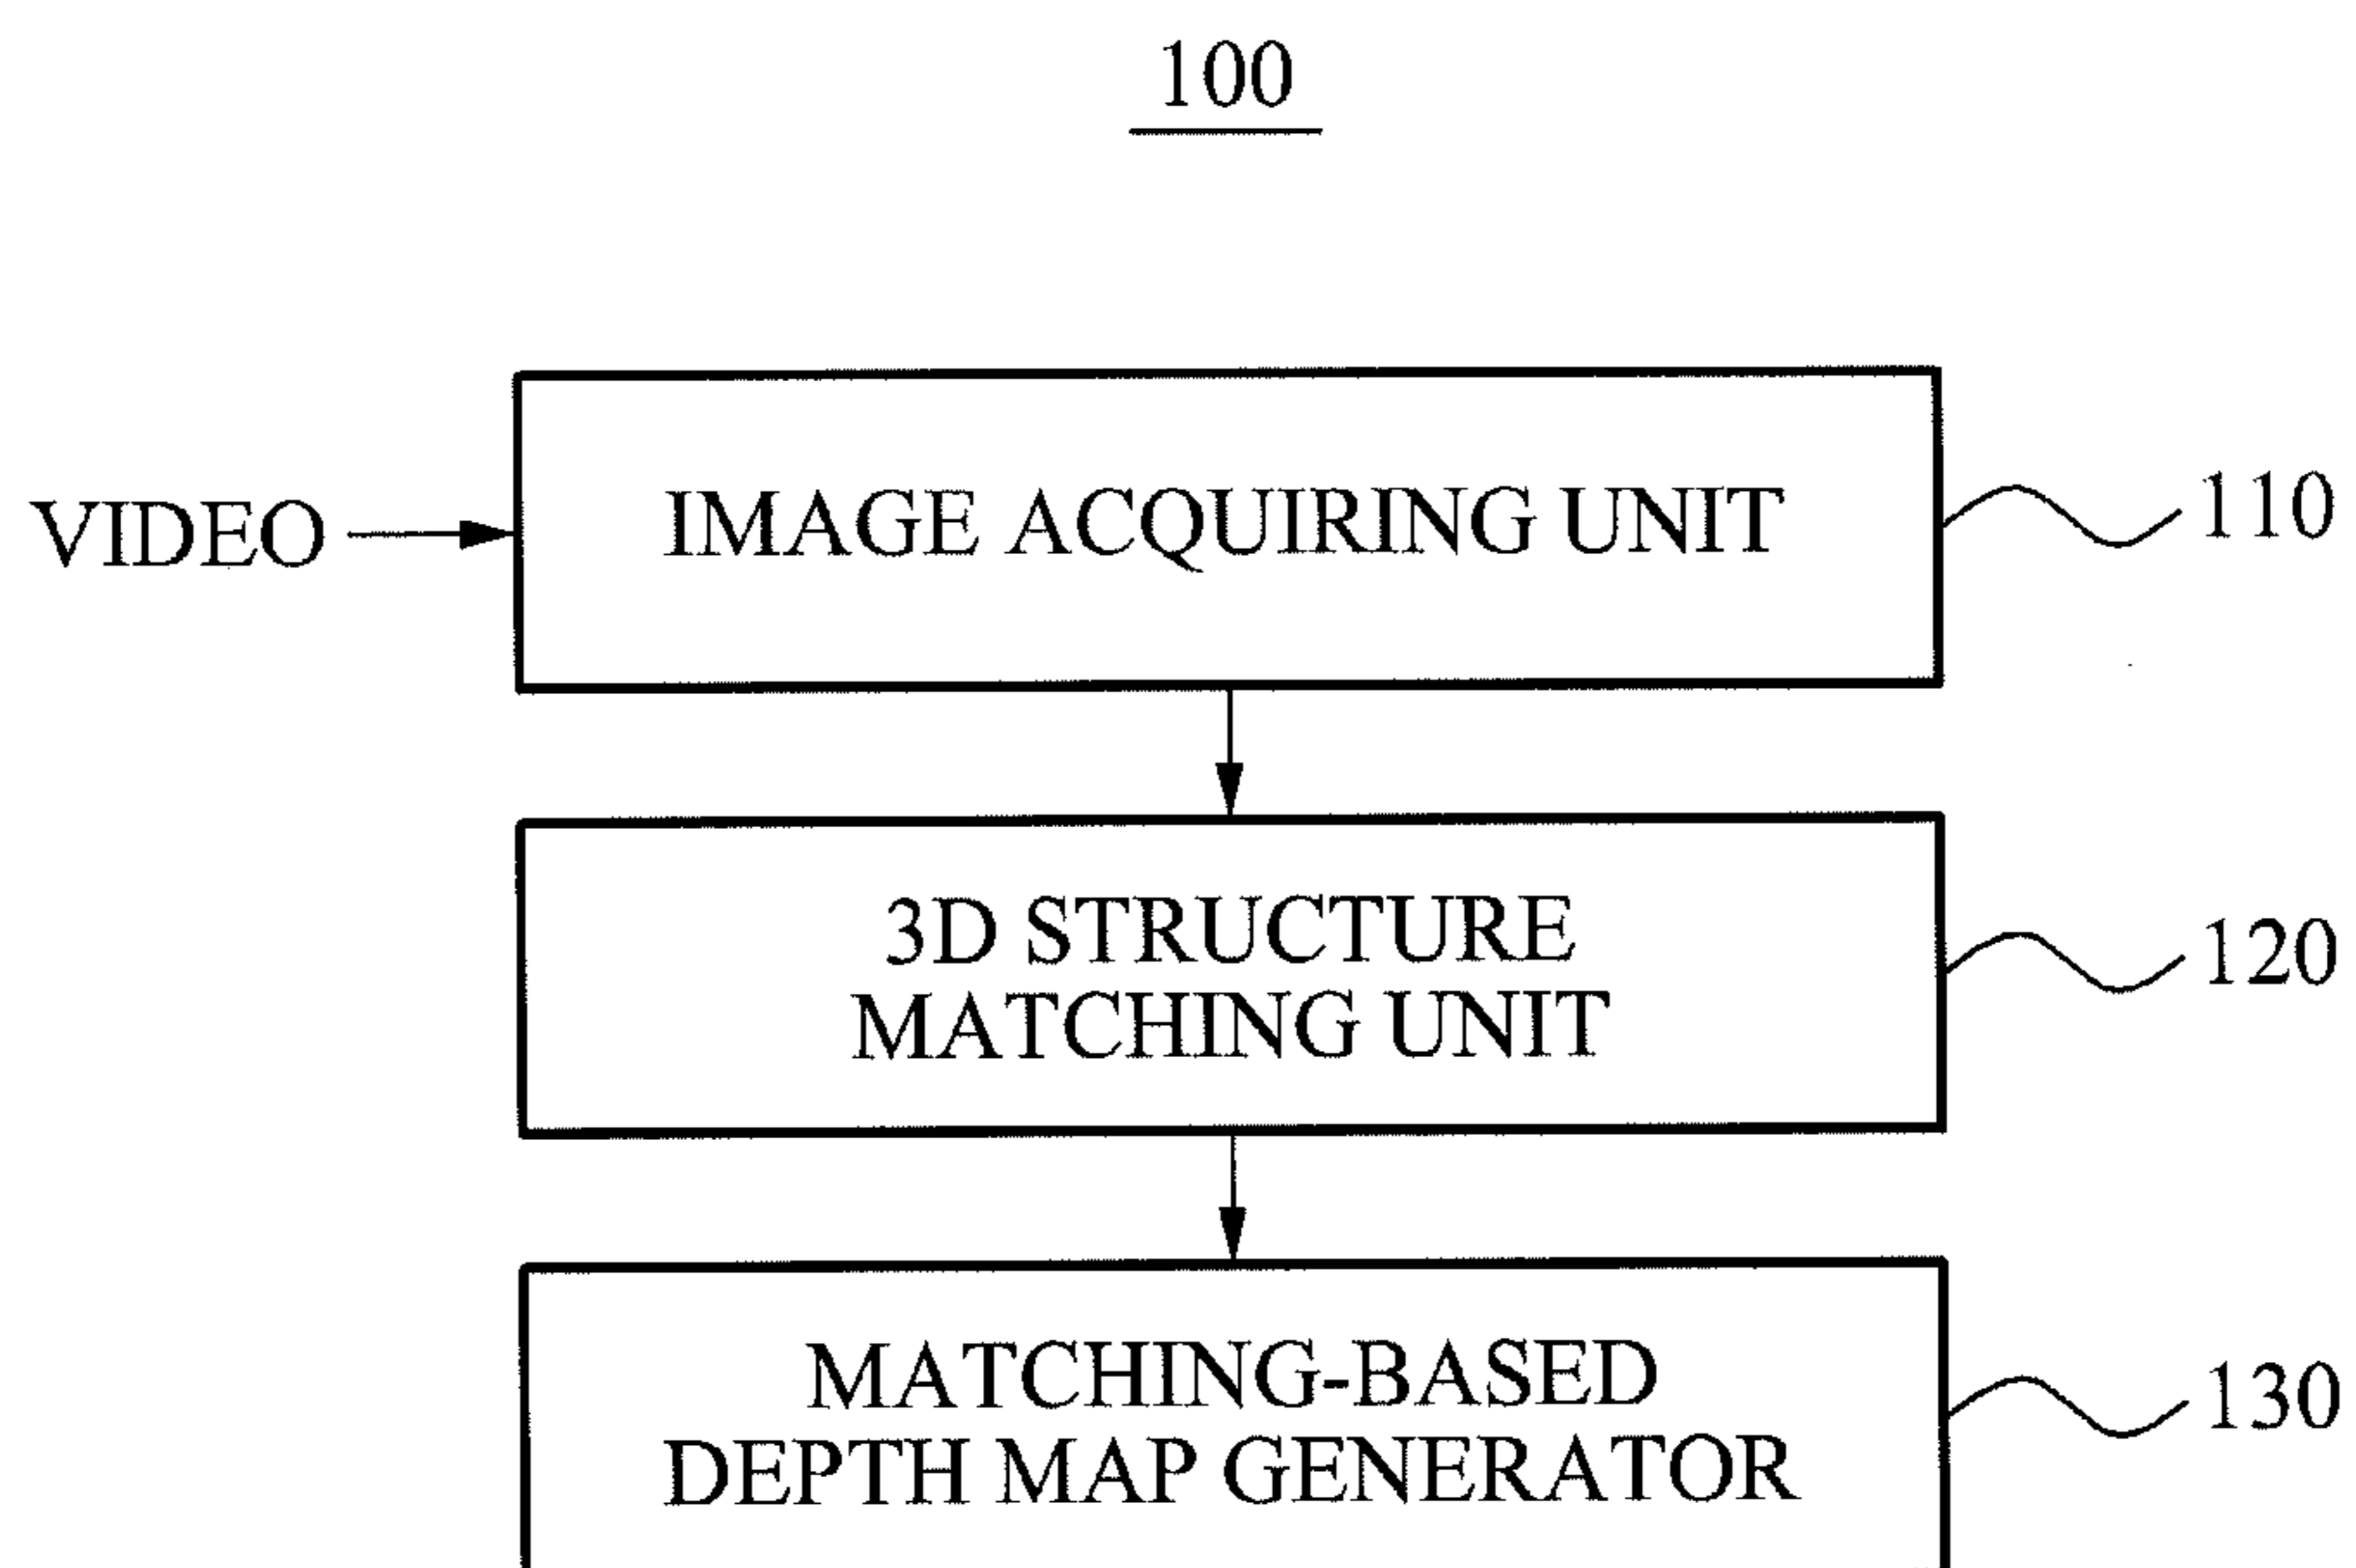 100
VIDEO
IMAGE ACQUIRING UNIT
110
3D STRUCTURE
MATCHING UNIT
120
MATCHING-BASED
DEPTH MAP GENERATOR
130